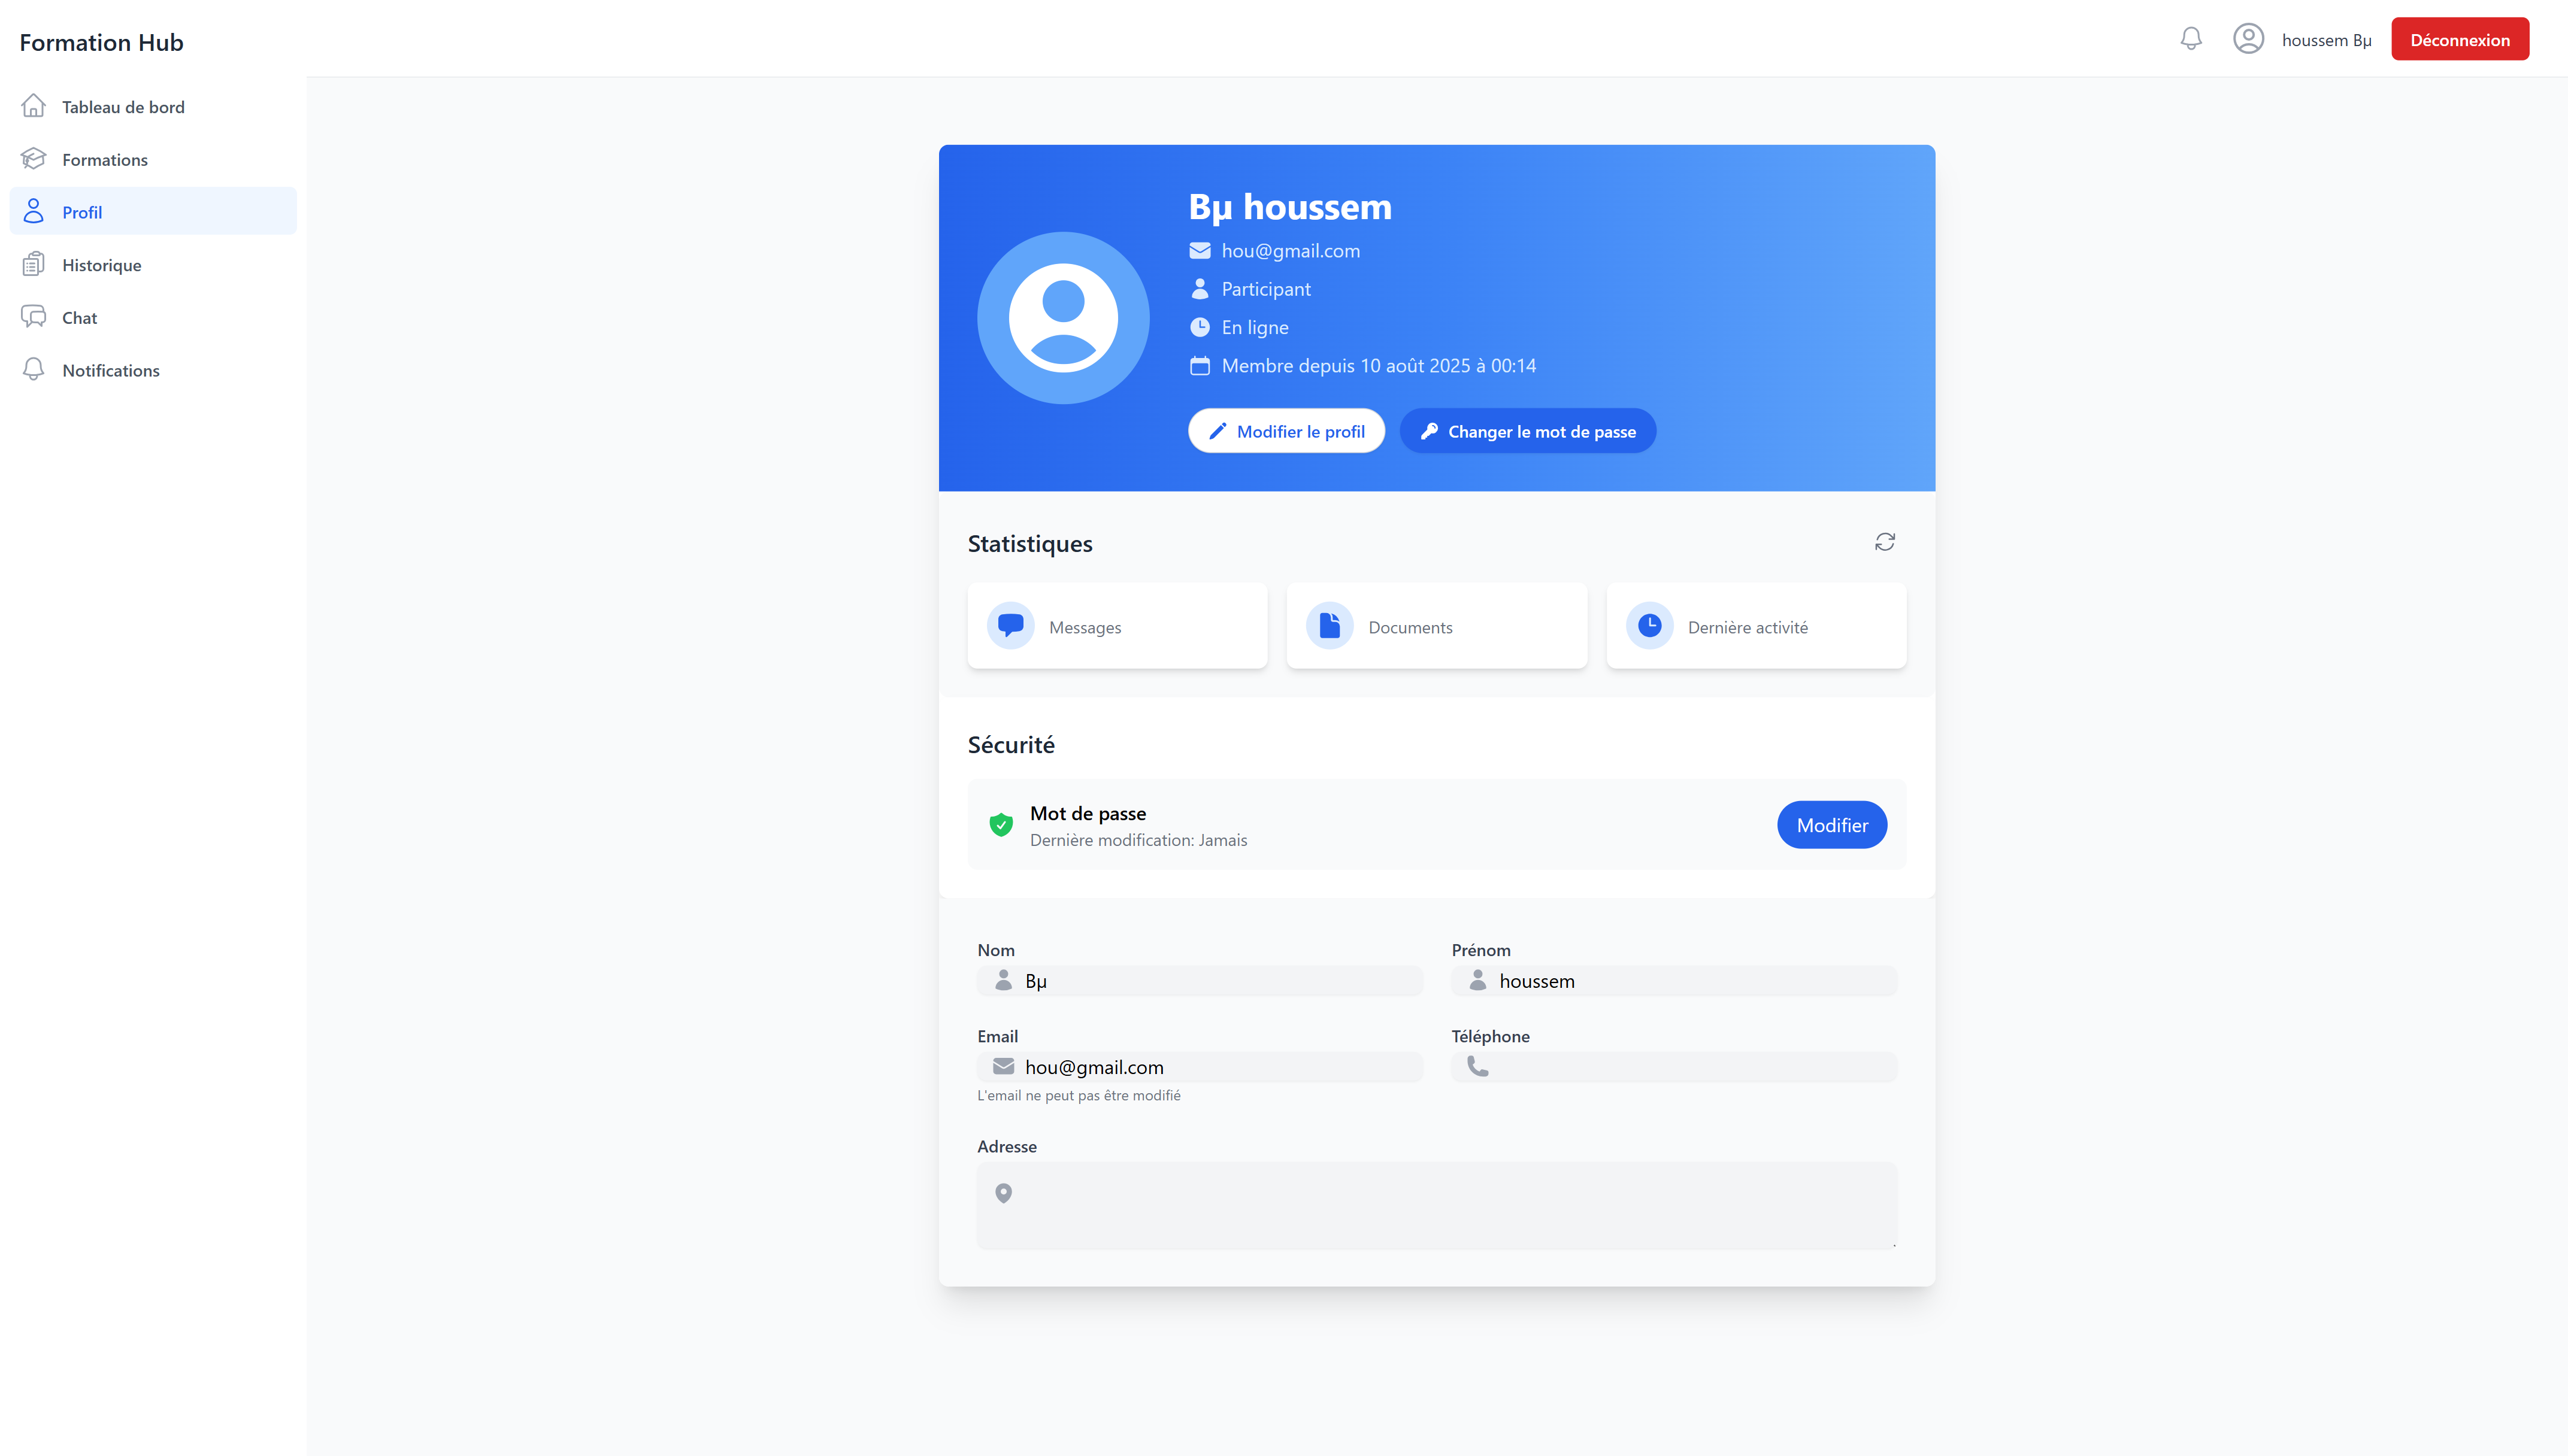 Formation Hub
houssem Bµ
Déconnexion
Tableau de bord
Formations
Profil
Historique
Chat
Notifications
Bµ houssem
hou@gmail.com
Participant
En ligne
Membre depuis 10 août 2025 à 00:14
Modifier le profil
Changer le mot de passe
Statistiques
Messages
Documents
Dernière activité
Sécurité
Mot de passe
Dernière modification: Jamais
Modifier
Nom
Prénom
Bµ
houssem
Email
Téléphone
hou@gmail.com
L'email ne peut pas être modifié
Adresse